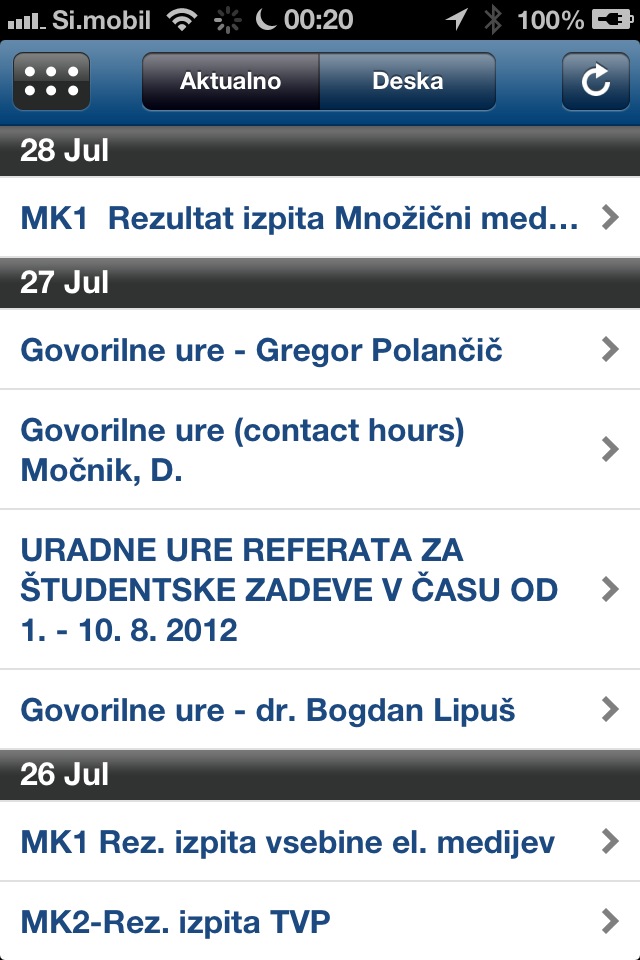 Si.mobil 00:20 100%
Aktualno Deska
28 Jul
MK1 Rezultat izpita Množični med...
27 Jul
Govorilne ure - Gregor Polančič
Govorilne ure (contact hours)
Močnik, D.
URADNE URE REFERATA ZA
ŠTUDENTSKE ZADEVE V ČASU OD
1. - 10. 8. 2012
Govorilne ure - dr. Bogdan Lipuš
26 Jul
MK1 Rez. izpita vsebine el. medijev
MK2-Rez. izpita TVP